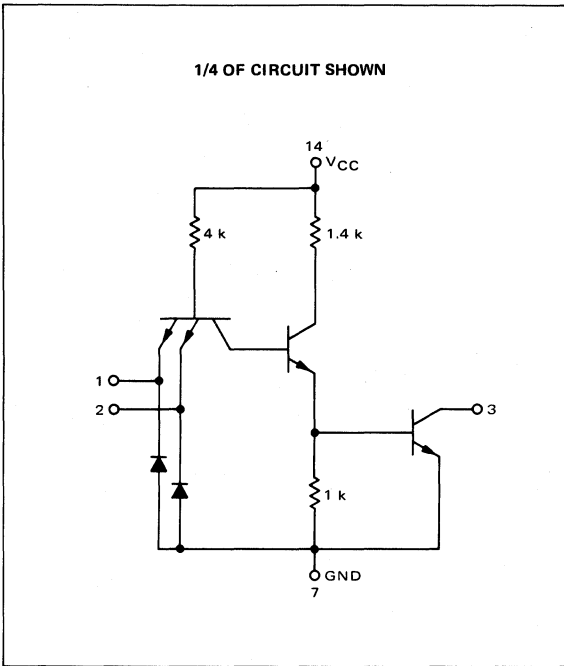 1/4 OF CIRCUIT SHOWN
14
VCC
4 k
1.4 k
1
2
3
1 k
GND
7